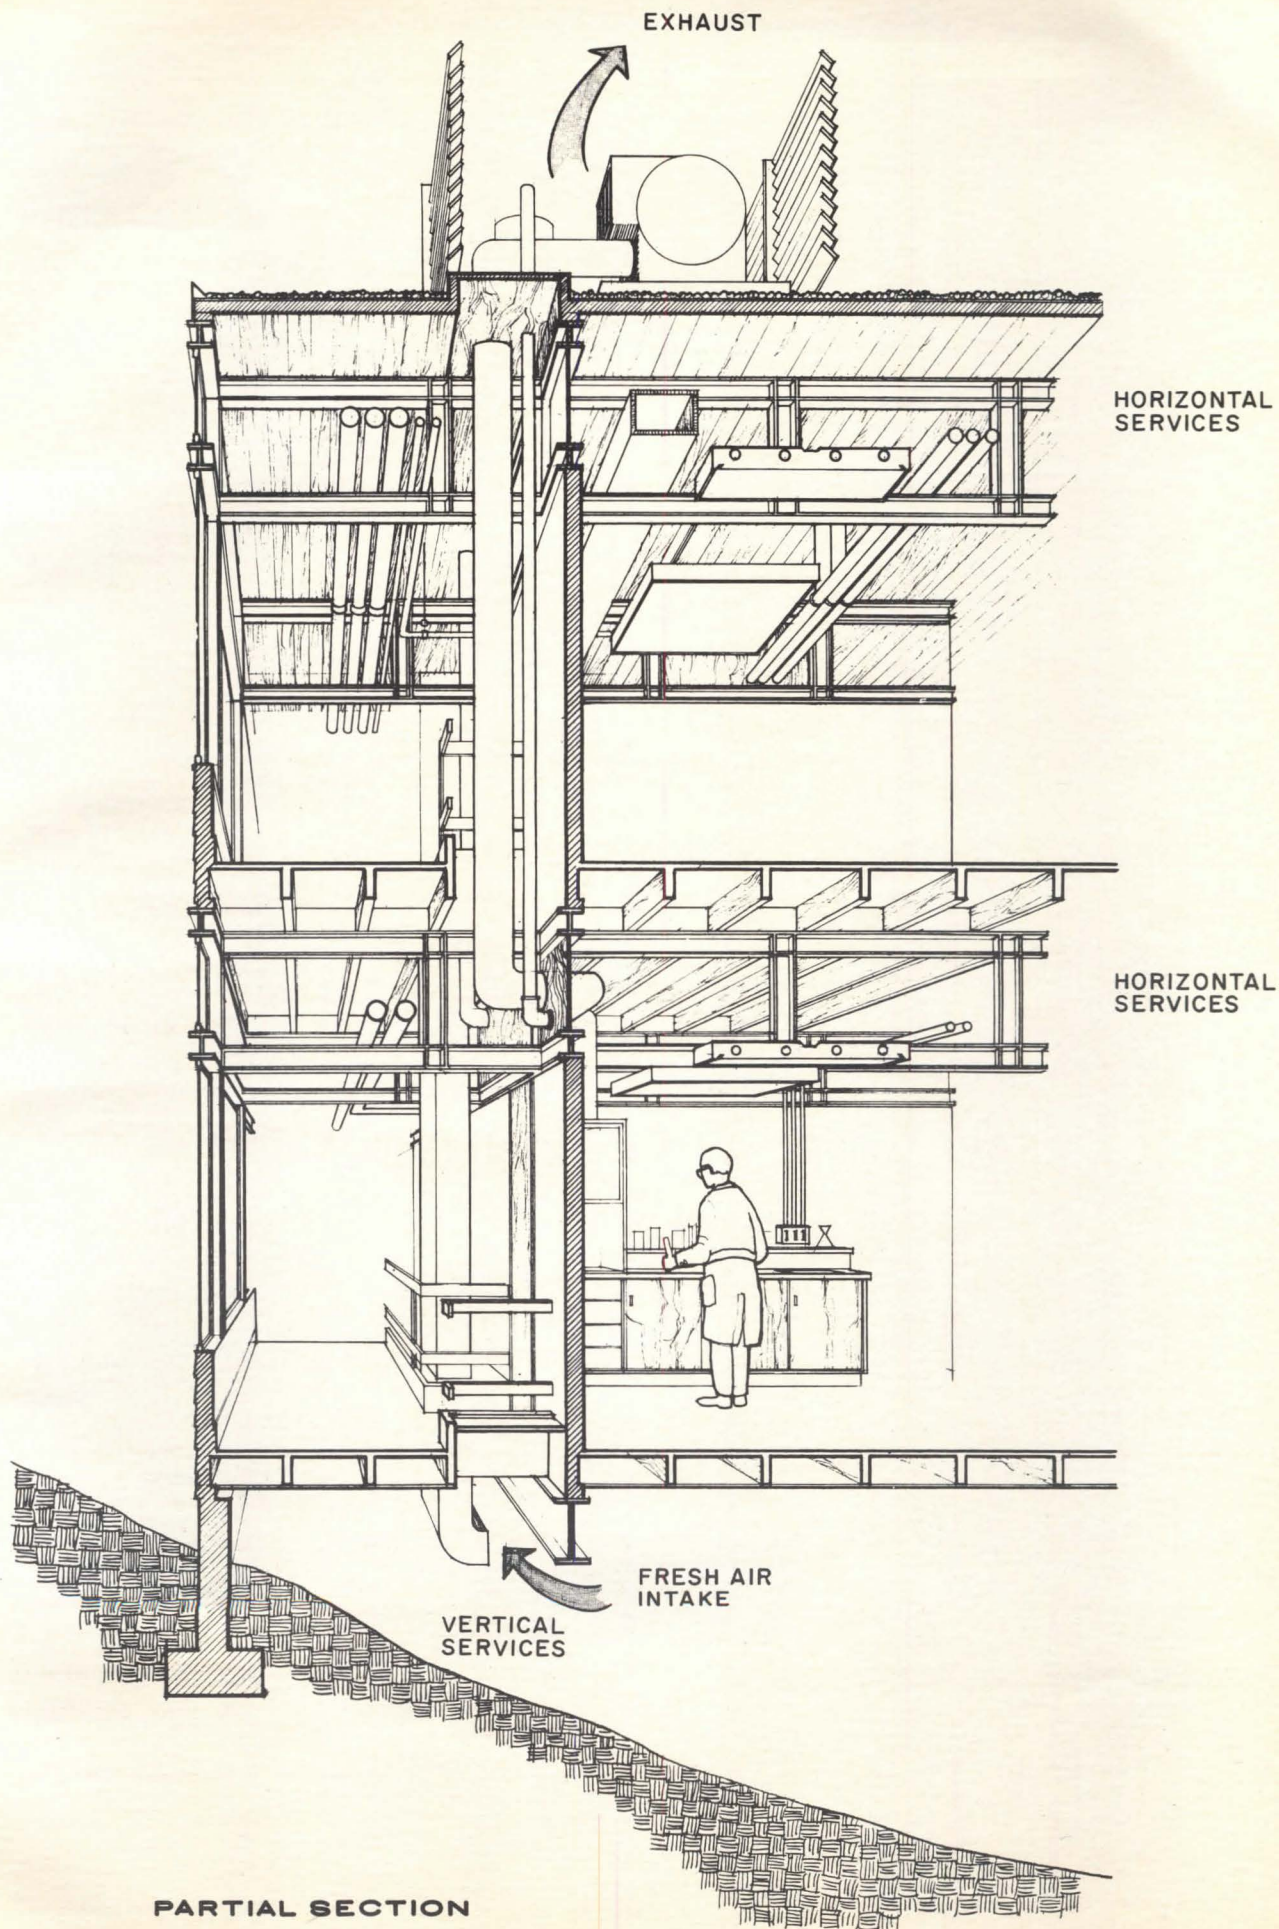 EXHAUST
HORIZONTAL
SERVICES
HORIZONTAL
SERVICES
FRESH AIR
INTAKE
VERTICAL
SERVICES
PARTIAL SECTION